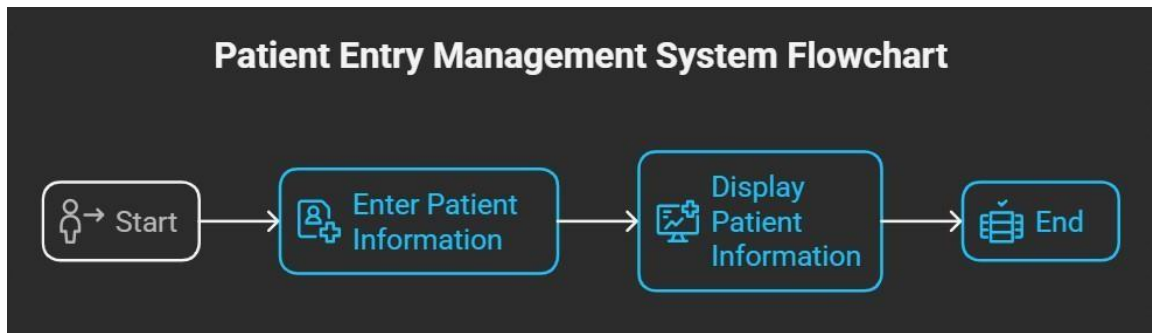 Patient Entry Management System Flowchart
Start
Enter Patient
Information
Display
Patient
Information
End